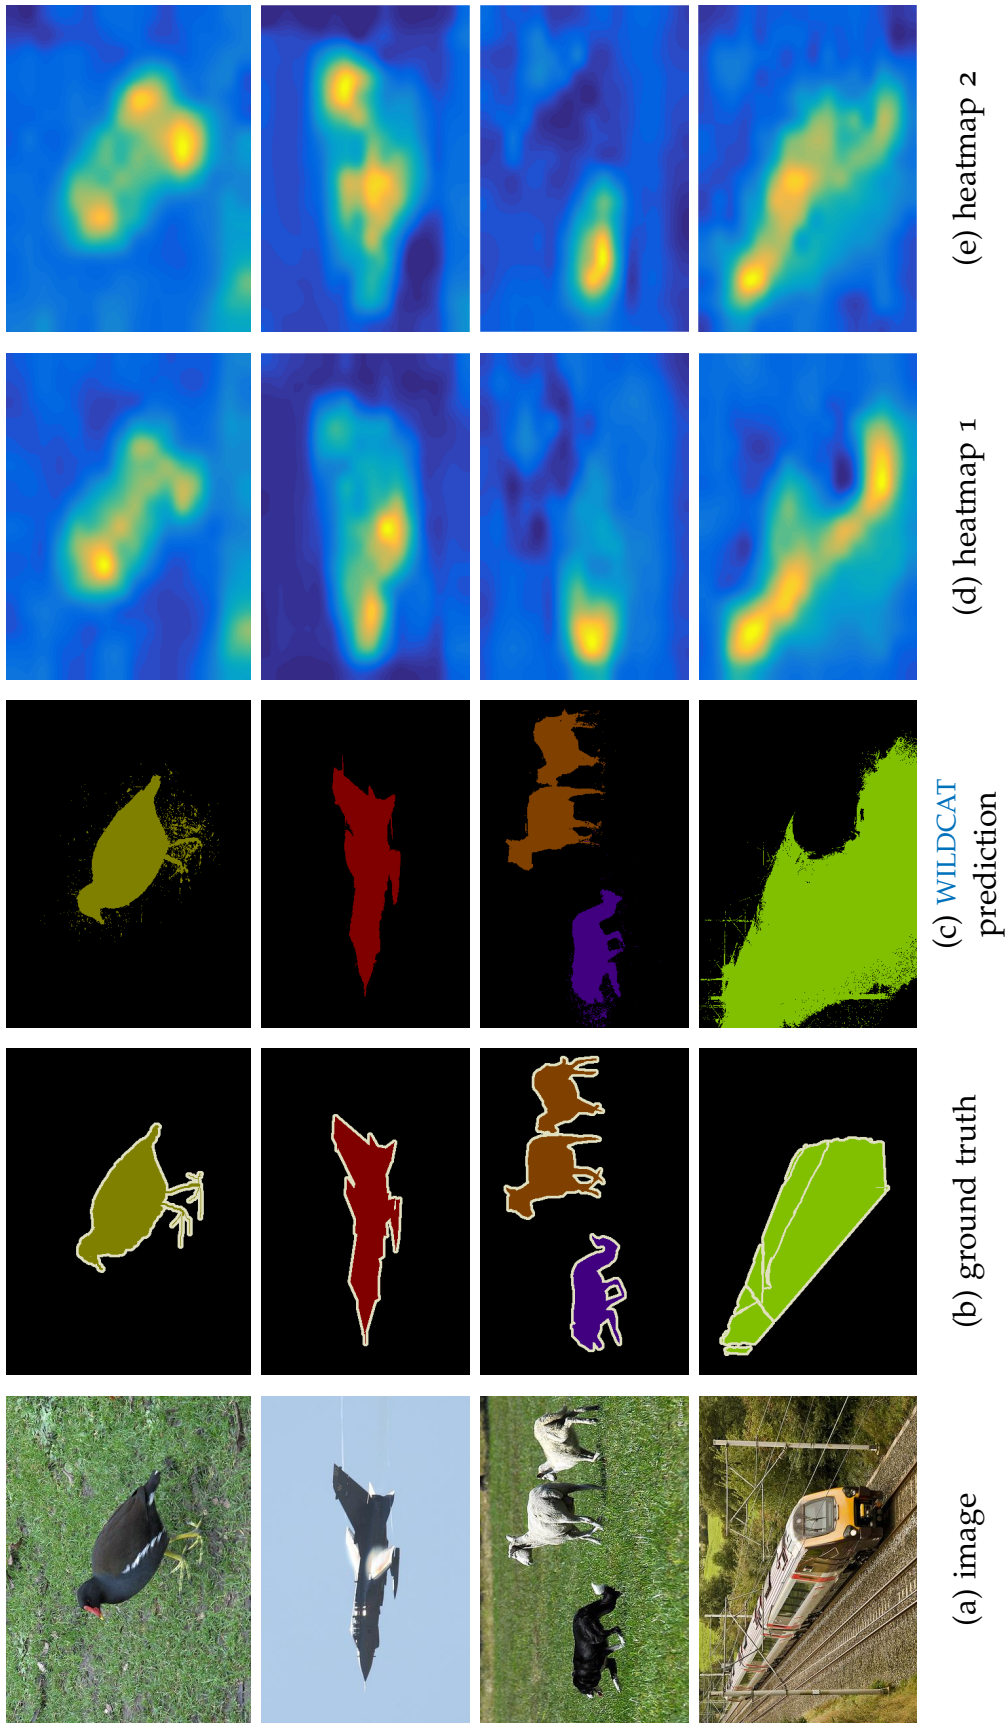 (a) image
(b) ground truth
(c) WILDCAT
prediction
(d) heatmap 1
(e) heatmap 2